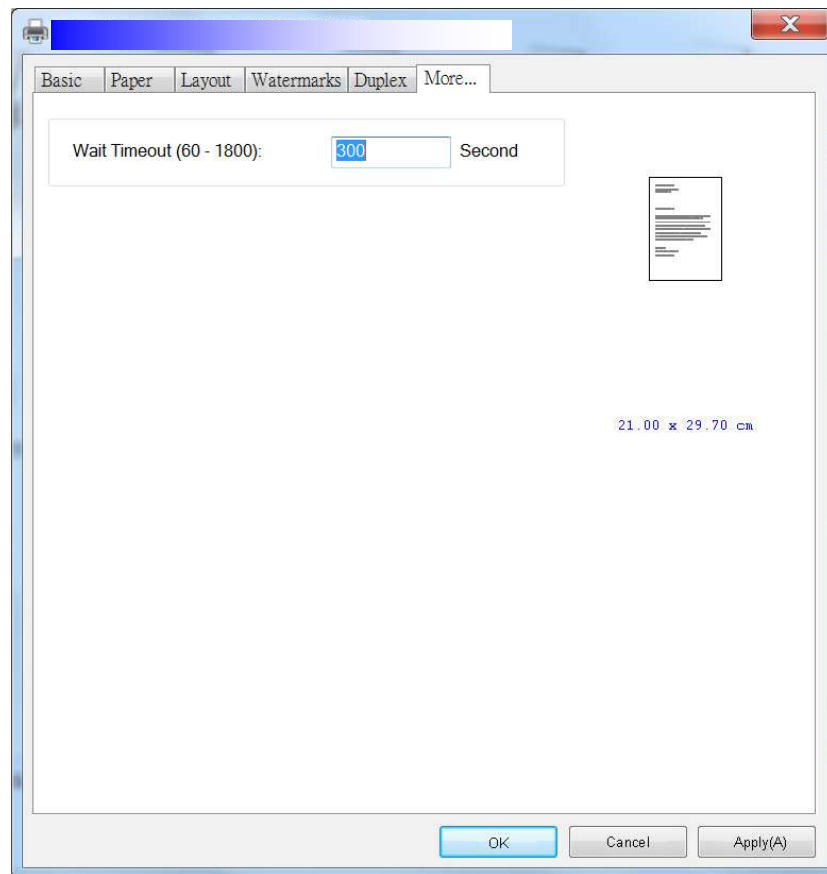 Basic Paper Layout Watermarks Duplex More...
Wait Timeout (60 - 1800): 300 Second
21.00 x 29.70 cm
OK Cancel Apply(A)